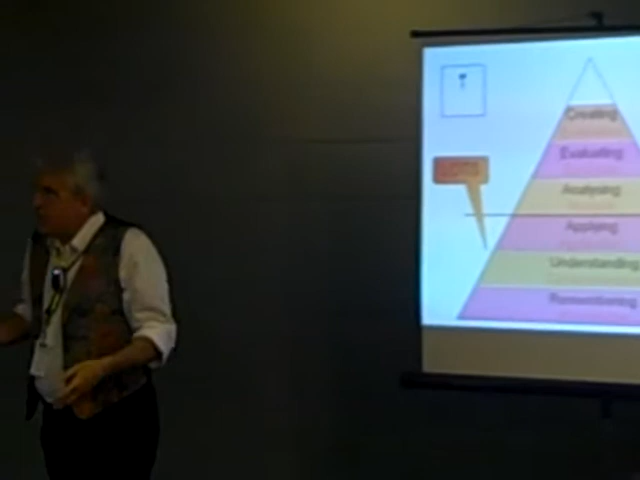 Creating
Evaluating
Analysing
Applying
Understanding
Remembering